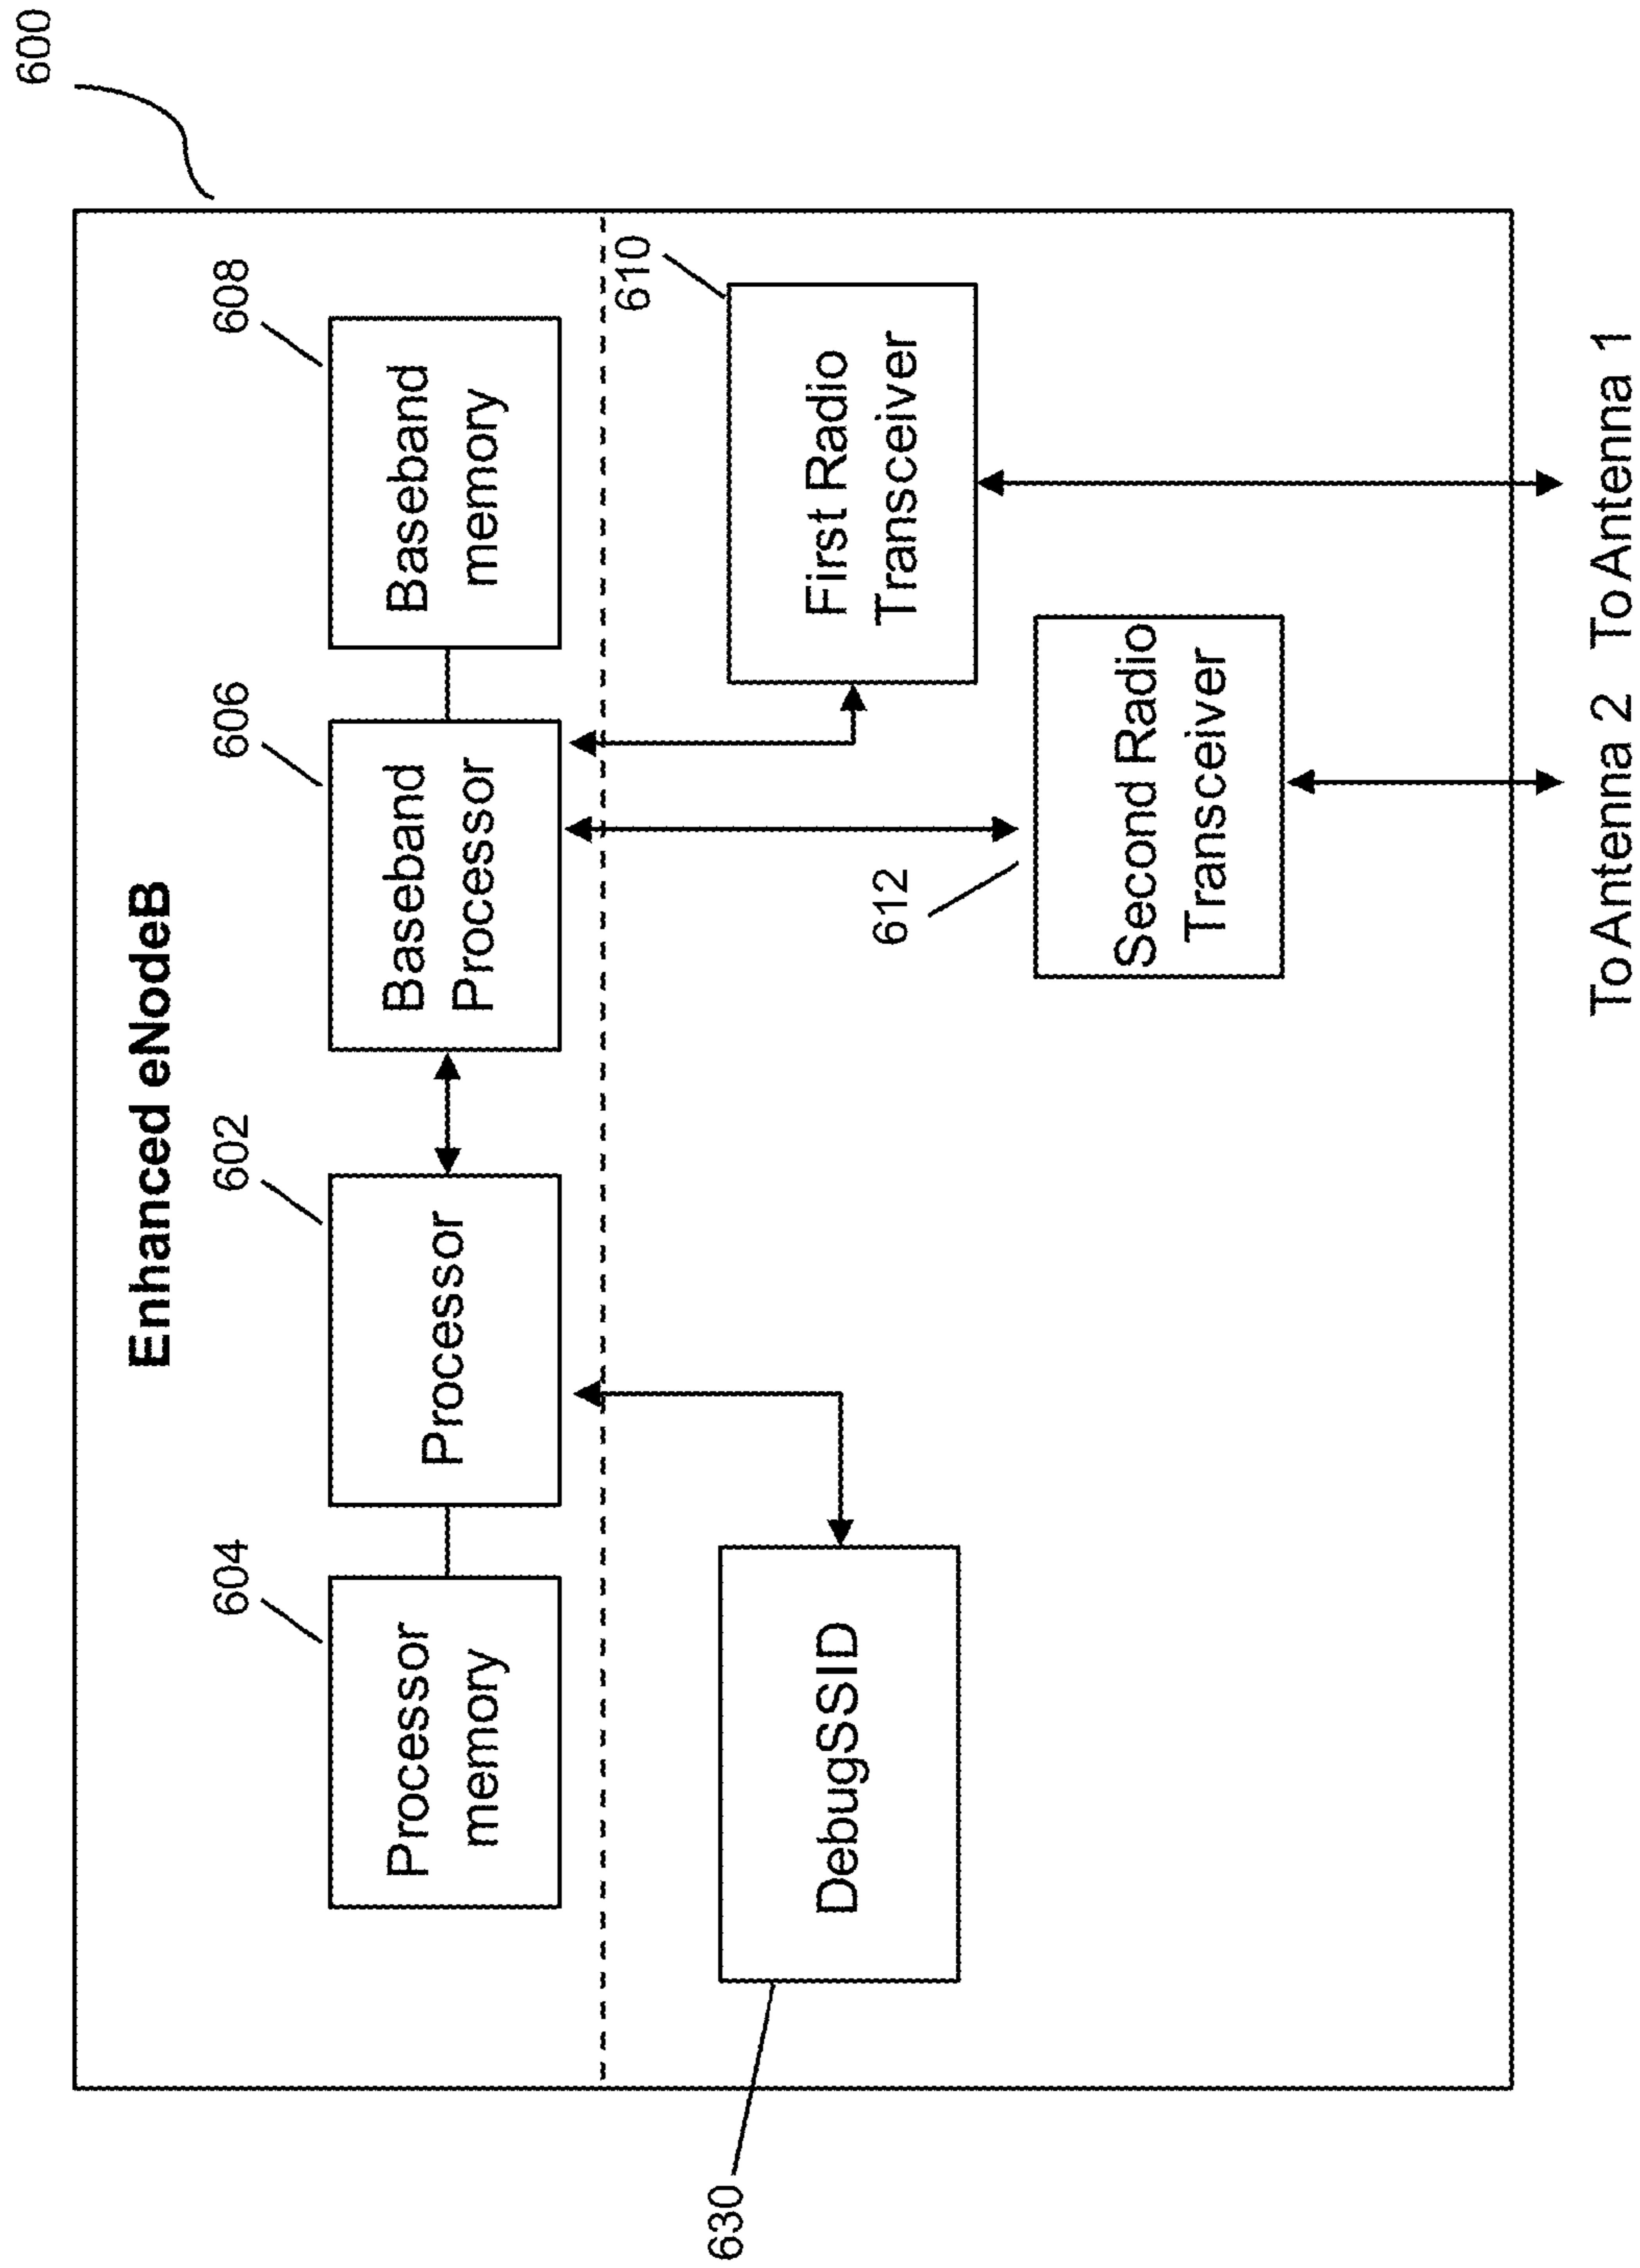 600
Enhanced eNodeB
604
602
606
608
Processor
memory
Processor
Baseband
Processor
Baseband
memory
630
DebugSSID
612
610
First Radio
Transceiver
Second Radio
Transceiver
To Antenna 2
To Antenna 1